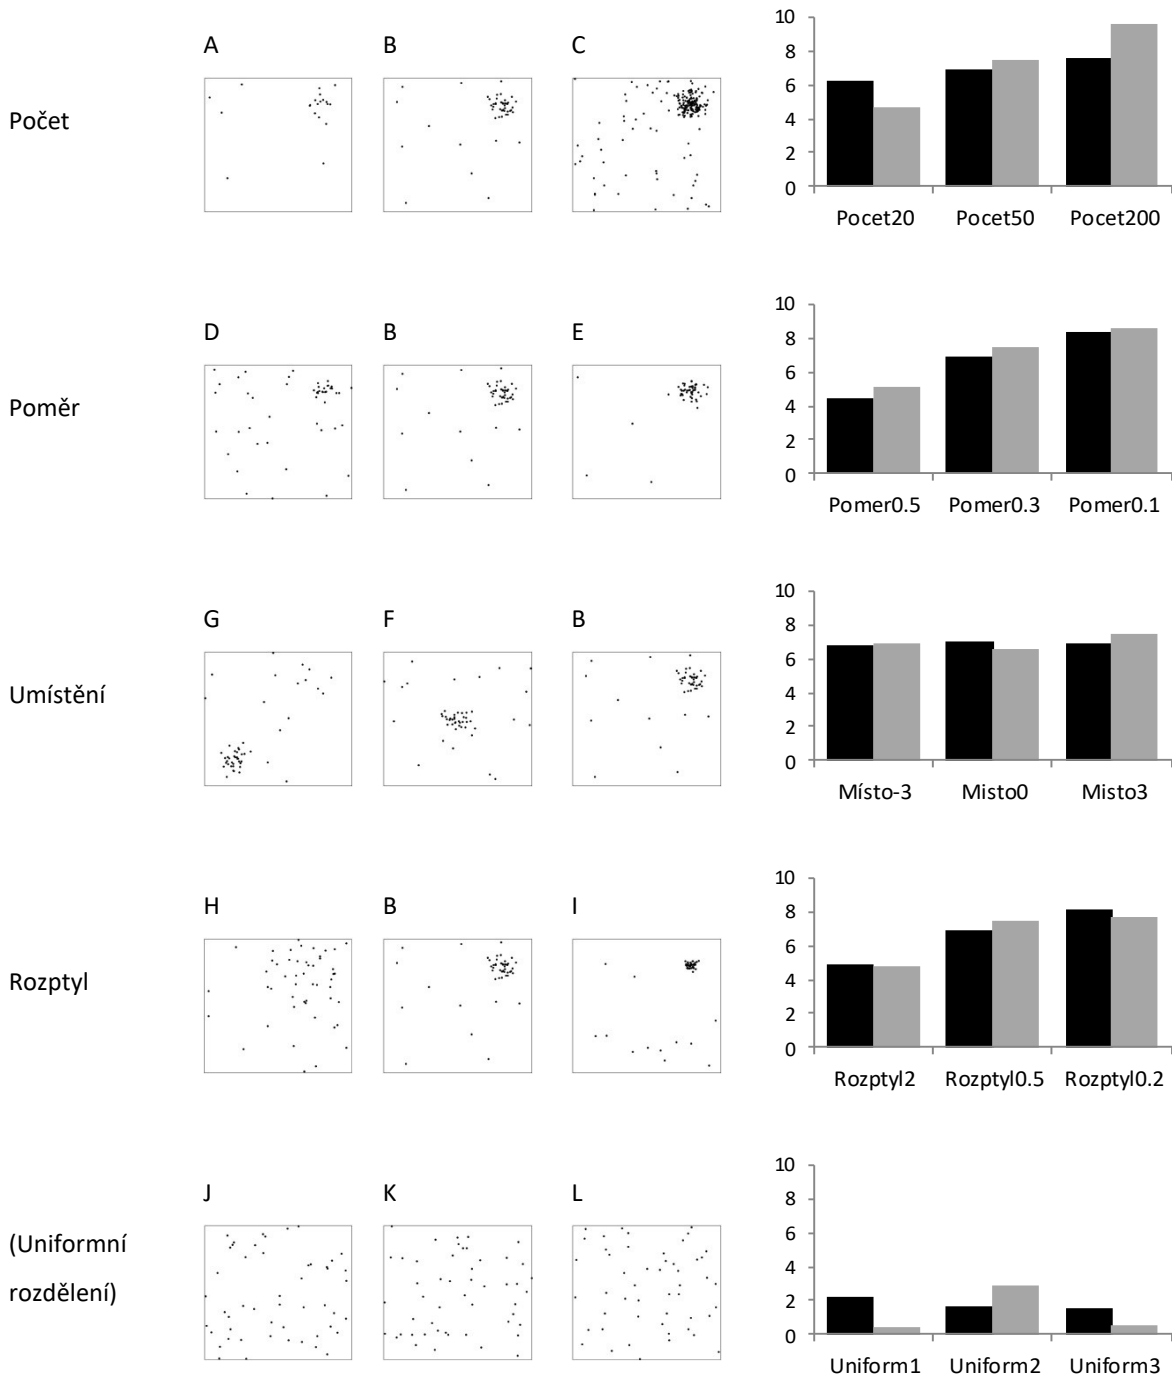 Počet
A B C
10
8
6
4
2
0
Pocet20 Pocet50 Pocet200
Poměr
D B E
10
8
6
4
2
0
Pomer0.5 Pomer0.3 Pomer0.1
Umístění
G F B
10
8
6
4
2
0
Místo-3 Misto0 Misto3
Rozptyl
H B I
10
8
6
4
2
0
Rozptyl2 Rozptyl0.5 Rozptyl0.2
(Uniformní
rozdělení)
J K L
10
8
6
4
2
0
Uniform1 Uniform2 Uniform3